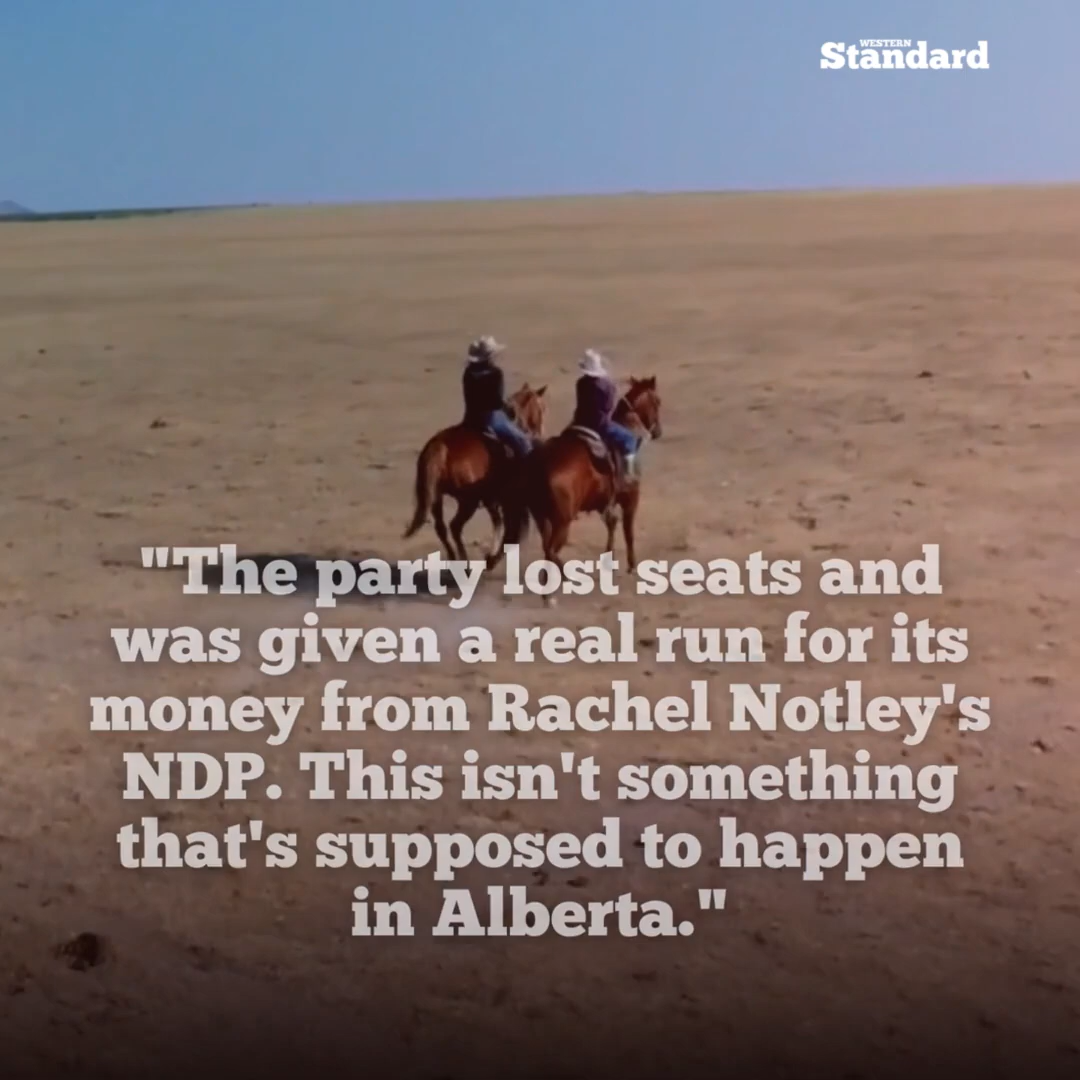 WESTERN
Standard
"The party lost seats and
was given a real run for its
money from Rachel Notley's
NDP. This isn't something
that's supposed to happen
in Alberta."